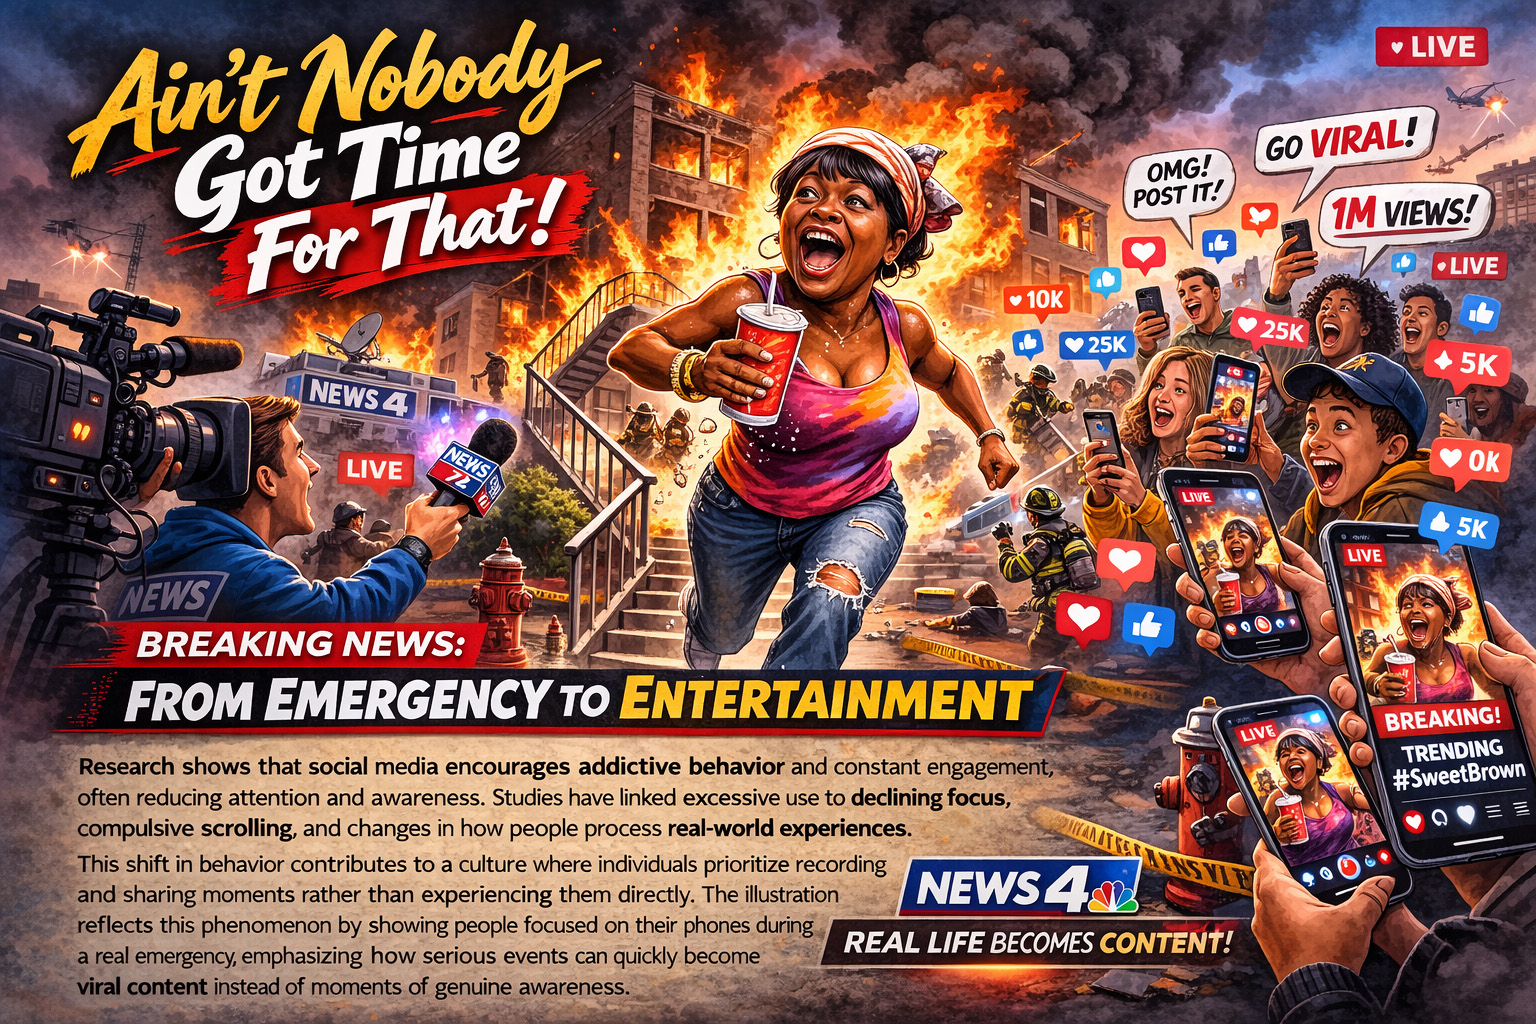 Ain't Nobody
Got Time
For That!
LIVE
GO VIRAL!
OMG!
POST IT!
1M VIEWS!
LIVE
10K
25K
25K
5K
0K
5K
NEWS 4
LIVE
NEWS
72
NEWS
LIVE
LIVE
BREAKING!
TRENDING
#SweetBrown
LIVE
BREAKING NEWS:
FROM EMERGENCY TO ENTERTAINMENT
Research shows that social media encourages addictive behavior and constant engagement,
often reducing attention and awareness. Studies have linked excessive use to declining focus,
compulsive scrolling, and changes in how people process real-world experiences.
This shift in behavior contributes to a culture where individuals prioritize recording
and sharing moments rather than experiencing them directly. The illustration
reflects this phenomenon by showing people focused on their phones during
a real emergency, emphasizing how serious events can quickly become
viral content instead of moments of genuine awareness.
NEWS 4
REAL LIFE BECOMES CONTENT!